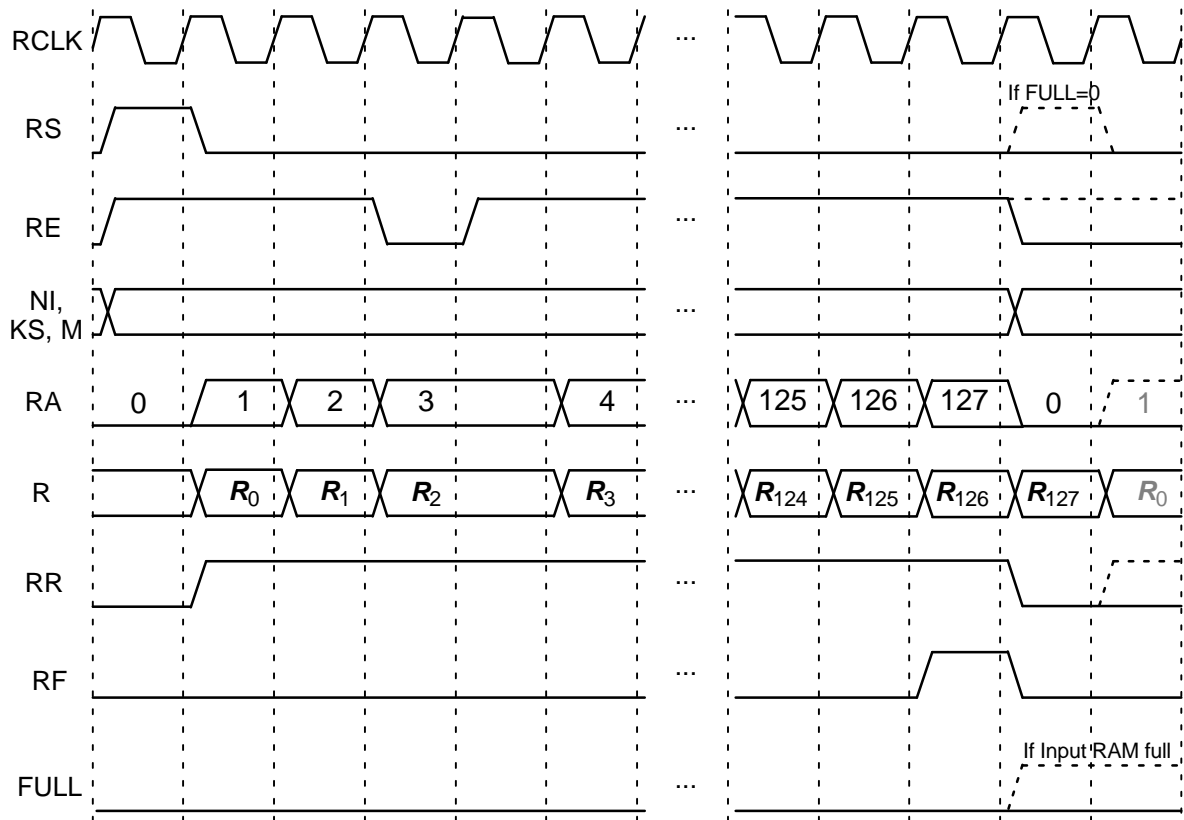 RCLK ...
If FULL=0
RS ...
RE ...
NI,
KS, M ...
RA 0 1 2 3 4 ... 125 126 127 0 1
R R0 R1 R2 R3 ... R124 R125 R126 R127 R0
RR ...
RF ...
If Input RAM full
FULL ...